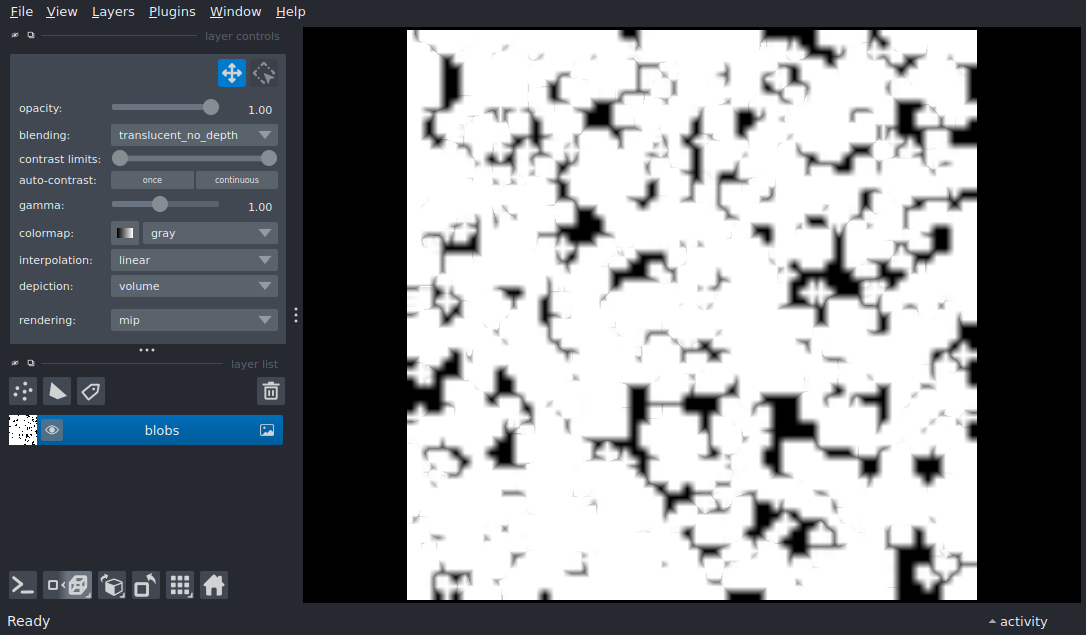 File View Layers Plugins Window Help
layer controls
opacity: 1.00
blending: translucent_no_depth
contrast limits:
auto-contrast: once continuous
gamma: 1.00
colormap: gray
interpolation: linear
depiction: volume
rendering: mip
layer list
blobs
Ready activity